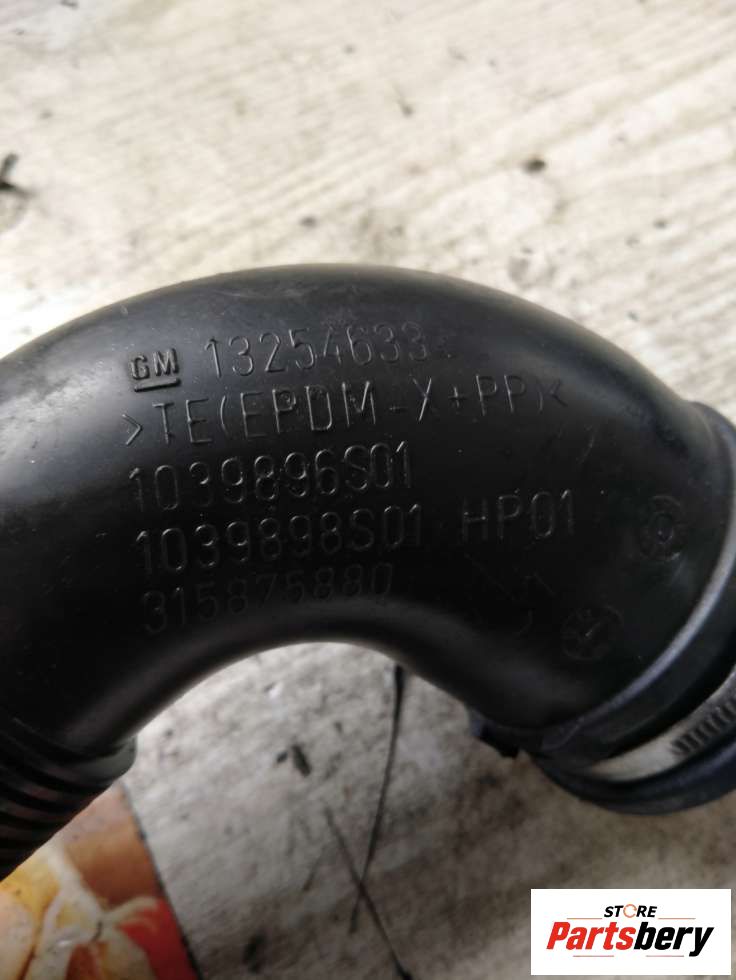 GM 13254633
>TE(EPDM-X+PP)<
1039896S01
1039898S01 HP01
315875880
STORE
Partsbery